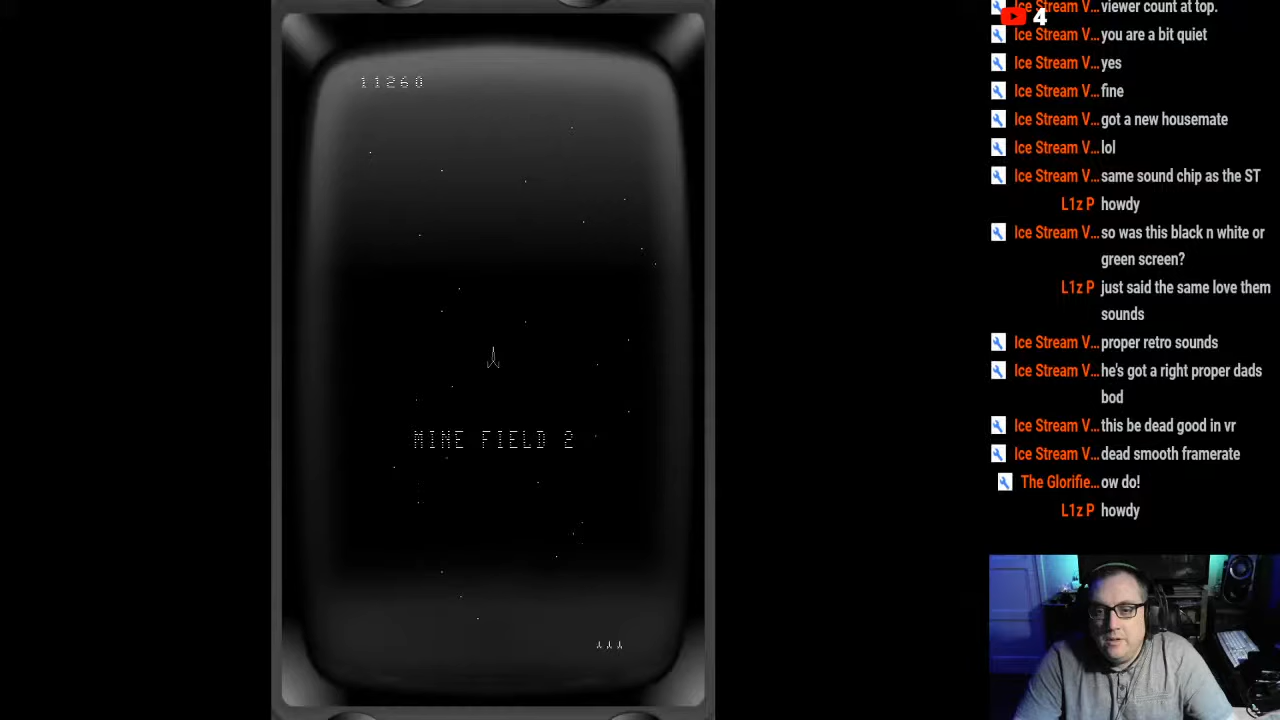 11260
MINE FIELD 2
Ice Stream V... viewer count at top.
4
Ice Stream V... you are a bit quiet
Ice Stream V... yes
Ice Stream V... fine
Ice Stream V... got a new housemate
Ice Stream V... lol
Ice Stream V... same sound chip as the ST
L1z P howdy
Ice Stream V... so was this black n white or
green screen?
L1z P just said the same love them
sounds
Ice Stream V... proper retro sounds
Ice Stream V... he's got a right proper dads
bod
Ice Stream V... this be dead good in vr
Ice Stream V... dead smooth framerate
The Glorifie... ow do!
L1z P howdy